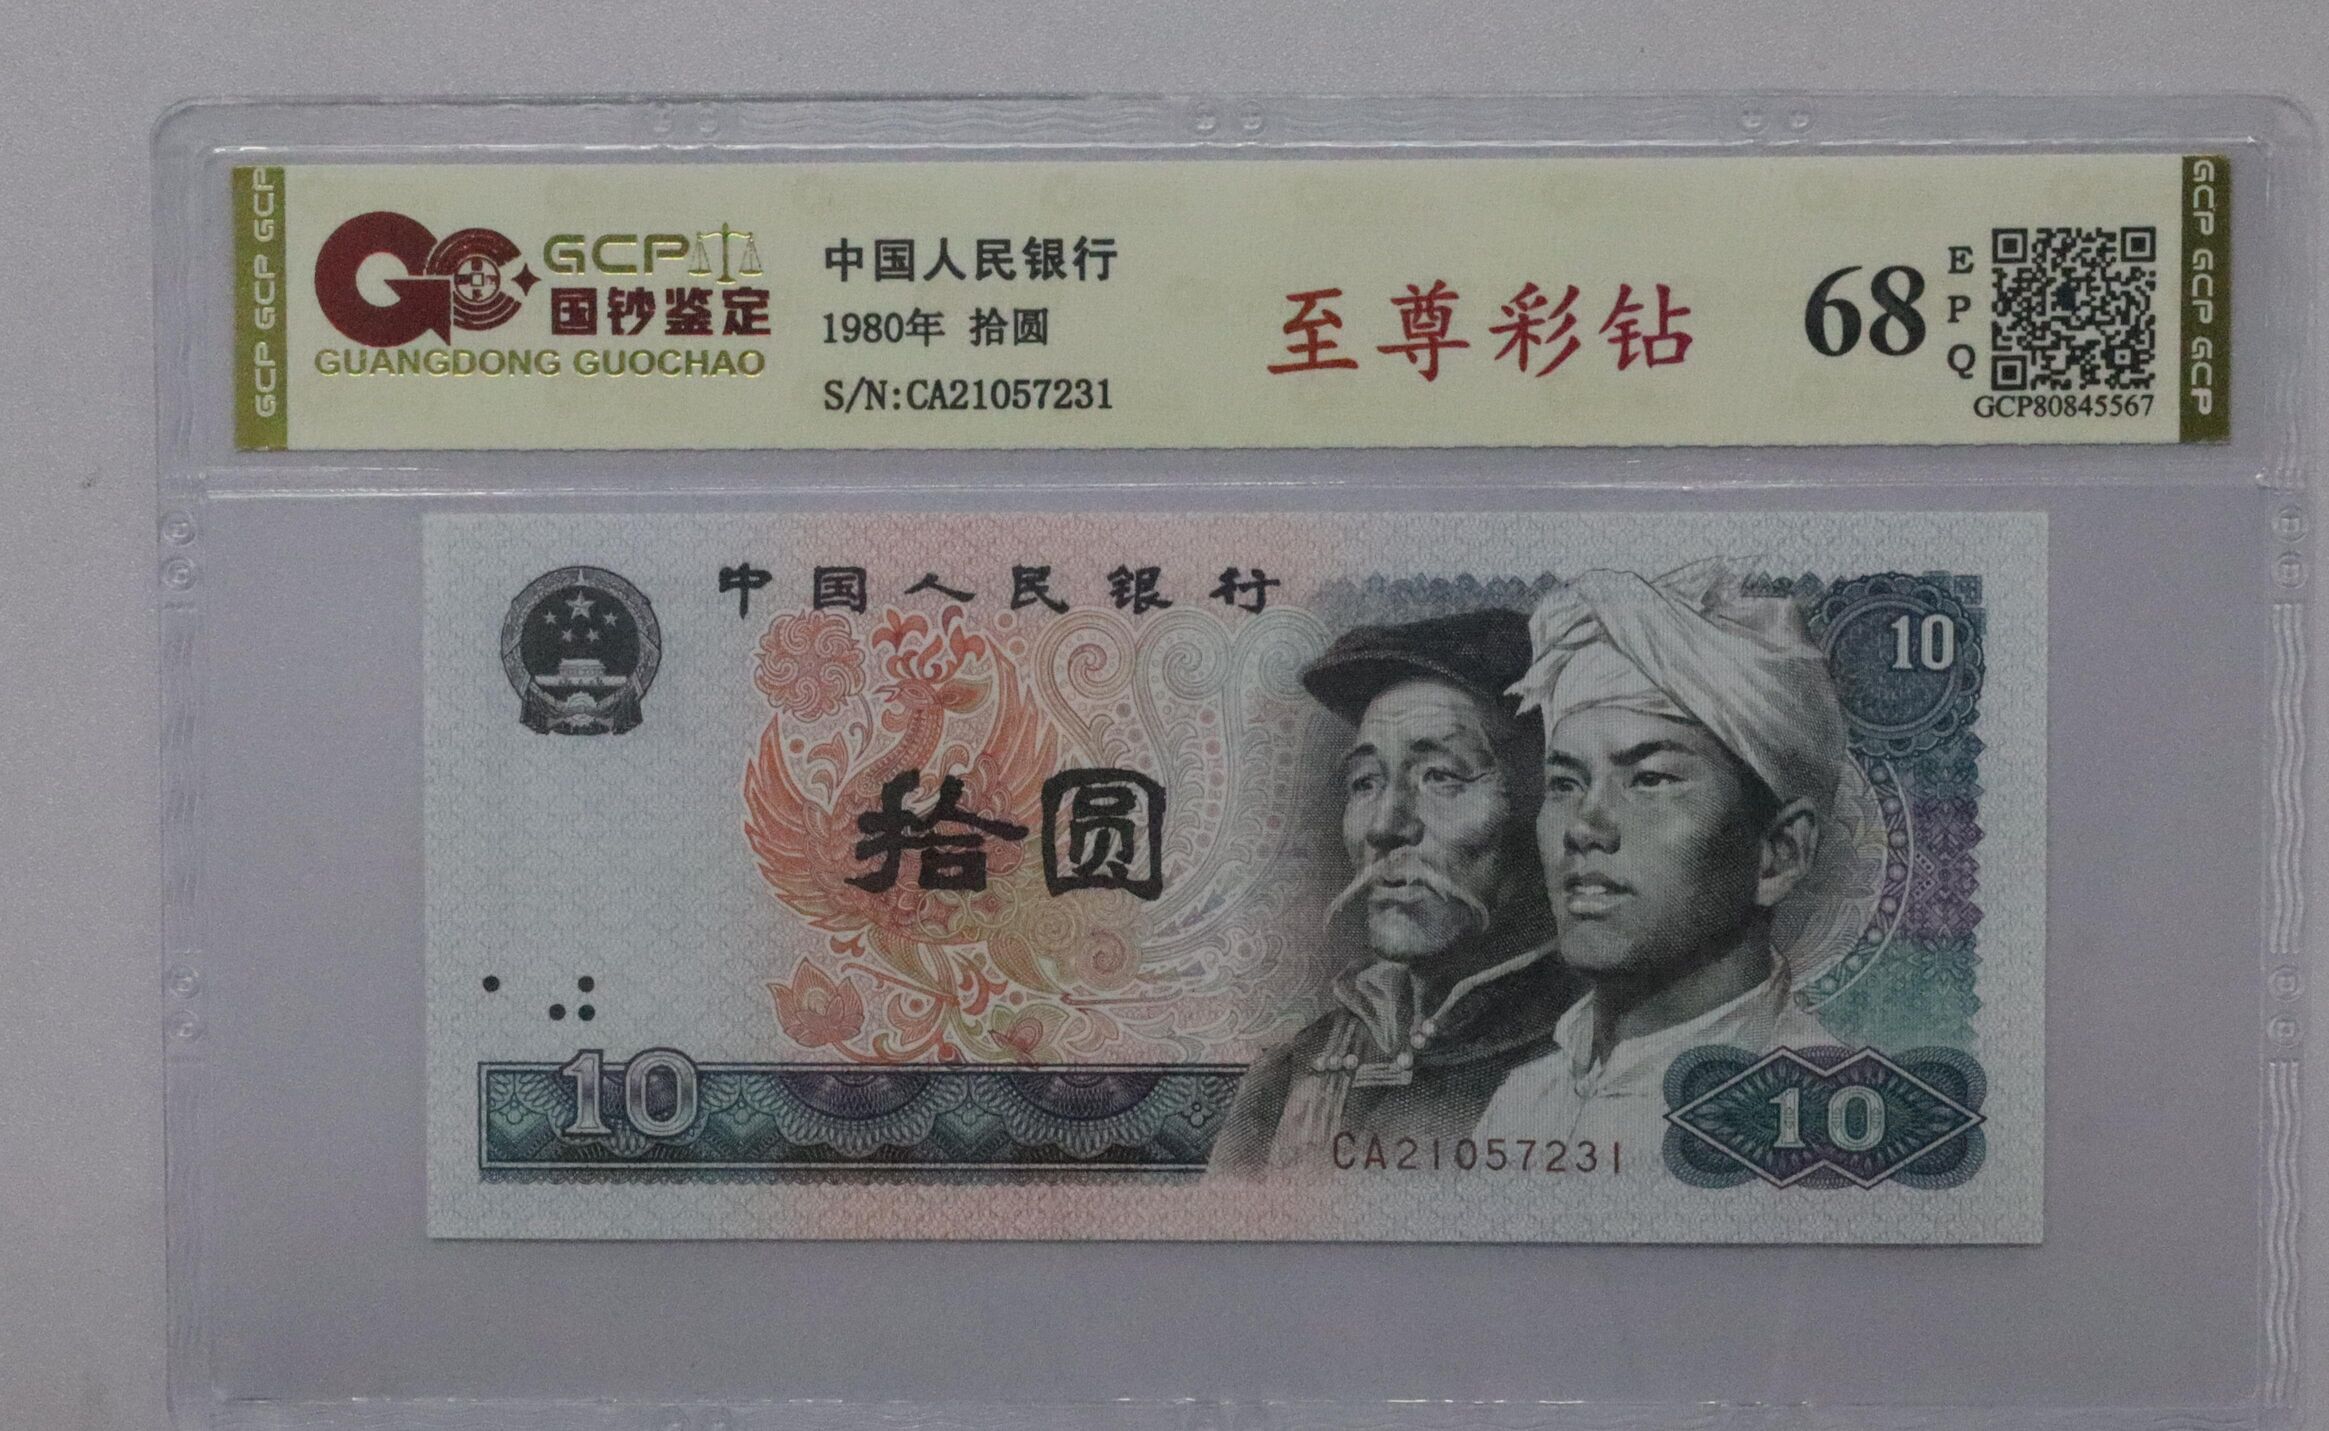 GCP GCP GCP
GCP
国钞鉴定
GUANGDONG GUOCHAO
中国人民银行
1980年 拾圆
S/N:CA21057231
至尊彩钻
68
EPQ
GCP80845567
GCP GCP GCP
中国人民银行
10
拾圆
10
CA21057231
10